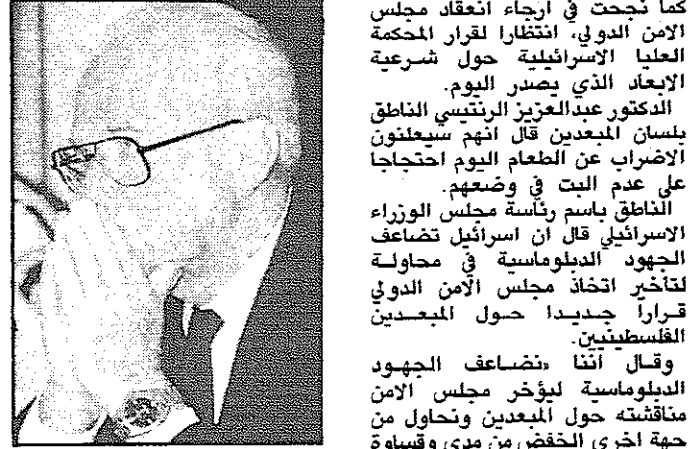 كما نجحت في ارجاء انعقاد مجلس
الامن الدولي، انتظارا لقرار المحكمة
العليا الاسرائيلية حول شرعية
الابعاد الذي يصدر اليوم.
الدكتور عبدالعزيز الرنتيسي الناطق
بلسان المبعدين قال انهم سيعلنون
الاضراب عن الطعام اليوم احتجاجا
على عدم البت في وضعهم.
الناطق باسم رئاسة مجلس الوزراء
الاسرائيلي قال ان اسرائيل تضاعف
الجهود الدبلوماسية في محاولة
لتأخير اتخاذ مجلس الامن الدولي
قرارا جديدا حول المبعدين
الفلسطينيين.
وقال أننا «نضاعف الجهود
الدبلوماسية ليؤخر مجلس الامن
مناقشته حول المبعدين ونحاول من
جهة اخرى الخفض من مدى وقساوة